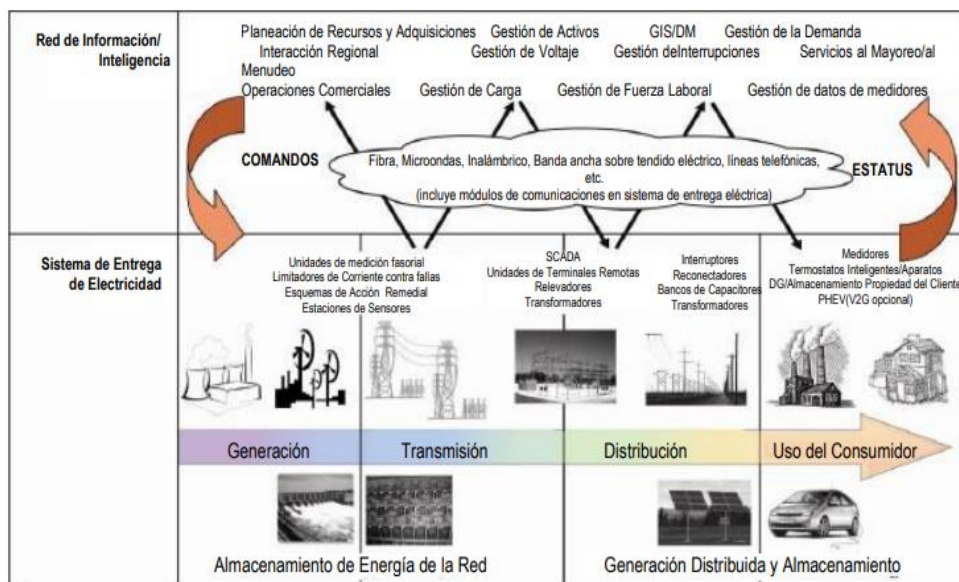 Red de Información/
Inteligencia
Planeación de Recursos y Adquisiciones Gestión de Activos GIS/DM Gestión de la Demanda
Interacción Regional Gestión de Voltaje Gestión deInterrupciones Servicios al Mayoreo/al
Menudeo
Operaciones Comerciales Gestión de Carga Gestión de Fuerza Laboral Gestión de datos de medidores
COMANDOS
Fibra, Microondas, Inalámbrico, Banda ancha sobre tendido eléctrico, líneas telefónicas,
etc.
(incluye módulos de comunicaciones en sistema de entrega eléctrica)
ESTATUS
Sistema de Entrega
de Electricidad
Unidades de medición fasorial
Limitadores de Corriente contra fallas
Esquemas de Acción Remedial
Estaciones de Sensores
SCADA
Unidades de Terminales Remotas
Relevadores
Transformadores
Interruptores
Reconectadores
Bancos de Capacitores
Transformadores
Medidores
Termostatos Inteligentes/Aparatos
DG/Almacenamiento Propiedad del Cliente
PHEV(V2G opcional)
Generación Transmisión Distribución Uso del Consumidor
Almacenamiento de Energía de la Red Generación Distribuida y Almacenamiento